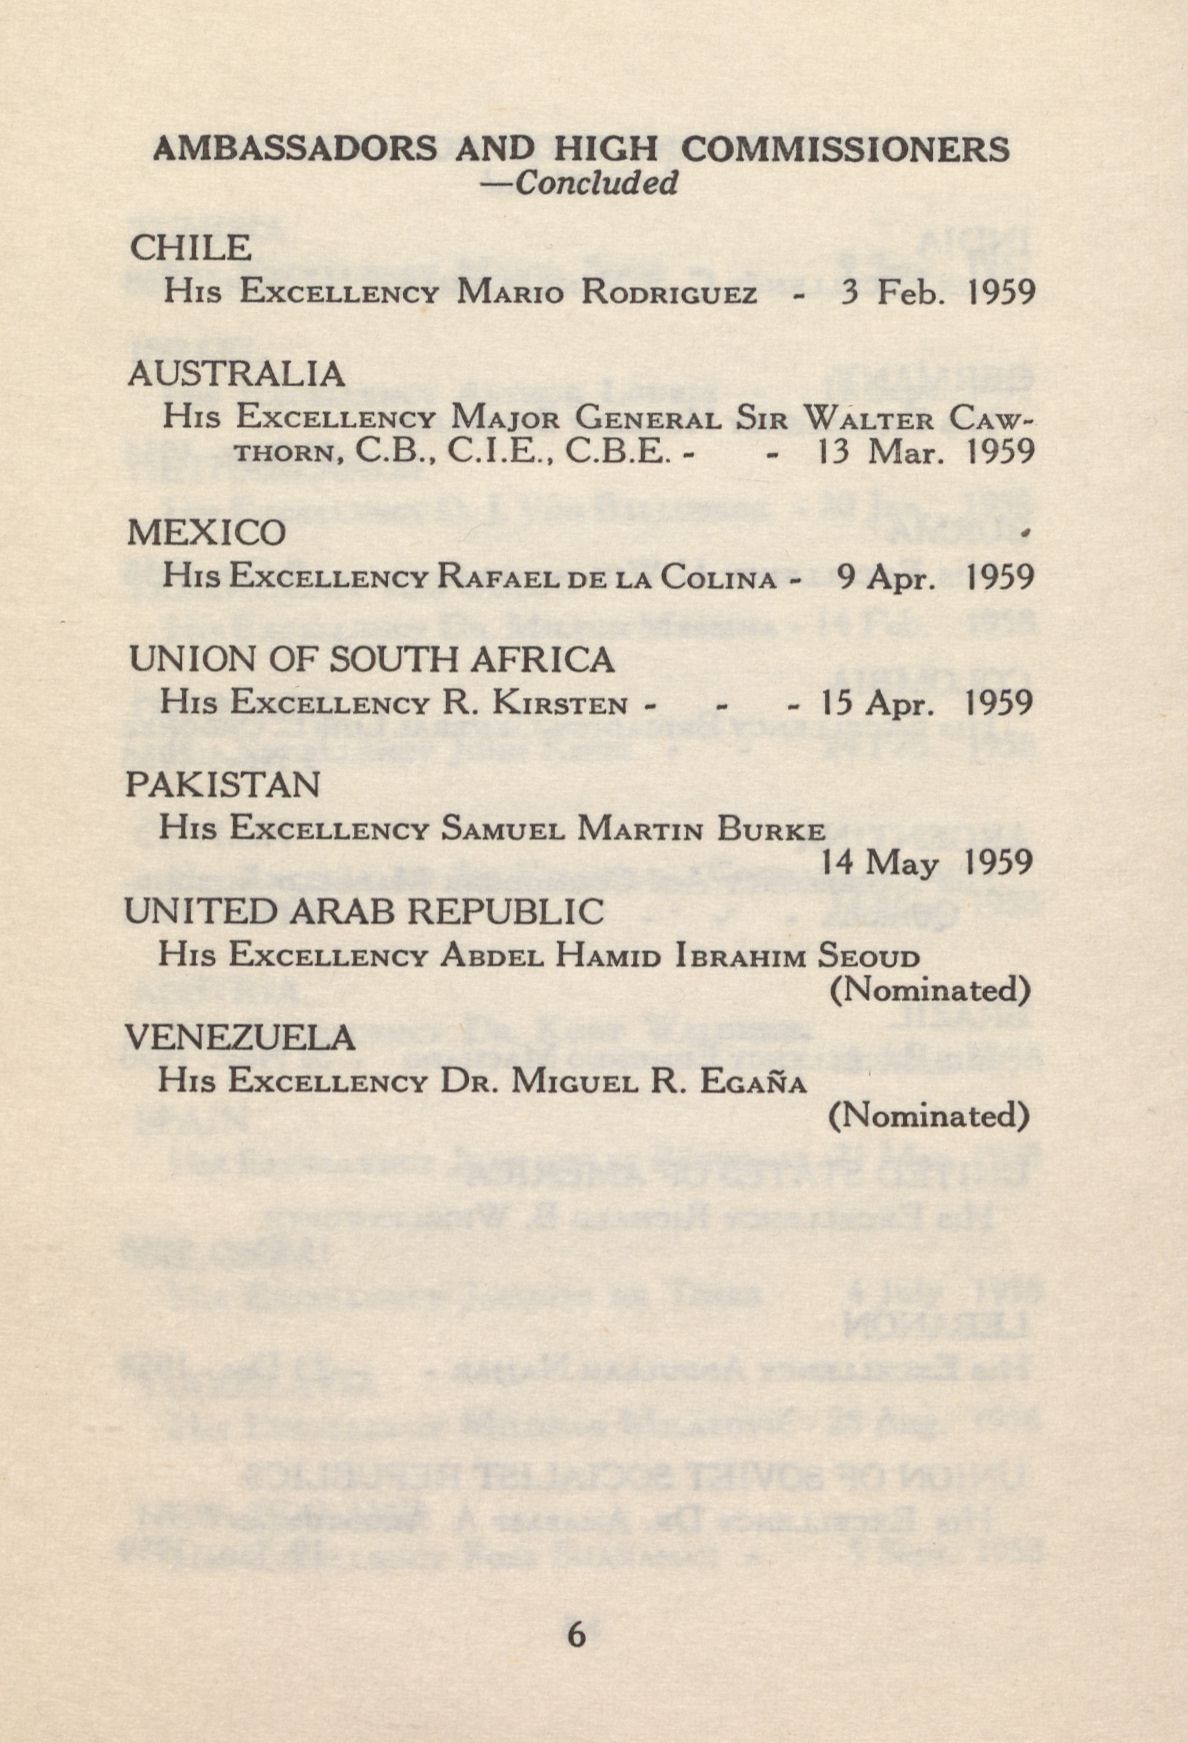 AMBASSADORS AND HIGH COMMISSIONERS
—Concluded
CHILE
His Excellency Mario Rodriguez - 3 Feb. 1959
AUSTRALIA
His Excellency Major General Sir Walter Caw-
thorn, C.B., C.I.E., C.B.E. - - 13 Mar. 1959
MEXICO
His Excellency Rafael de la Colina - 9 Apr. 1959
UNION OF SOUTH AFRICA
His Excellency R. Kirsten - - - 15 Apr. 1959
PAKISTAN
His Excellency Samuel Martin Burke
14 May 1959
UNITED ARAB REPUBLIC
His Excellency Abdel Hamid Ibrahim Seoud
(Nominated)
VENEZUELA
His Excellency Dr. Miguel R. Egaña
(Nominated)
6